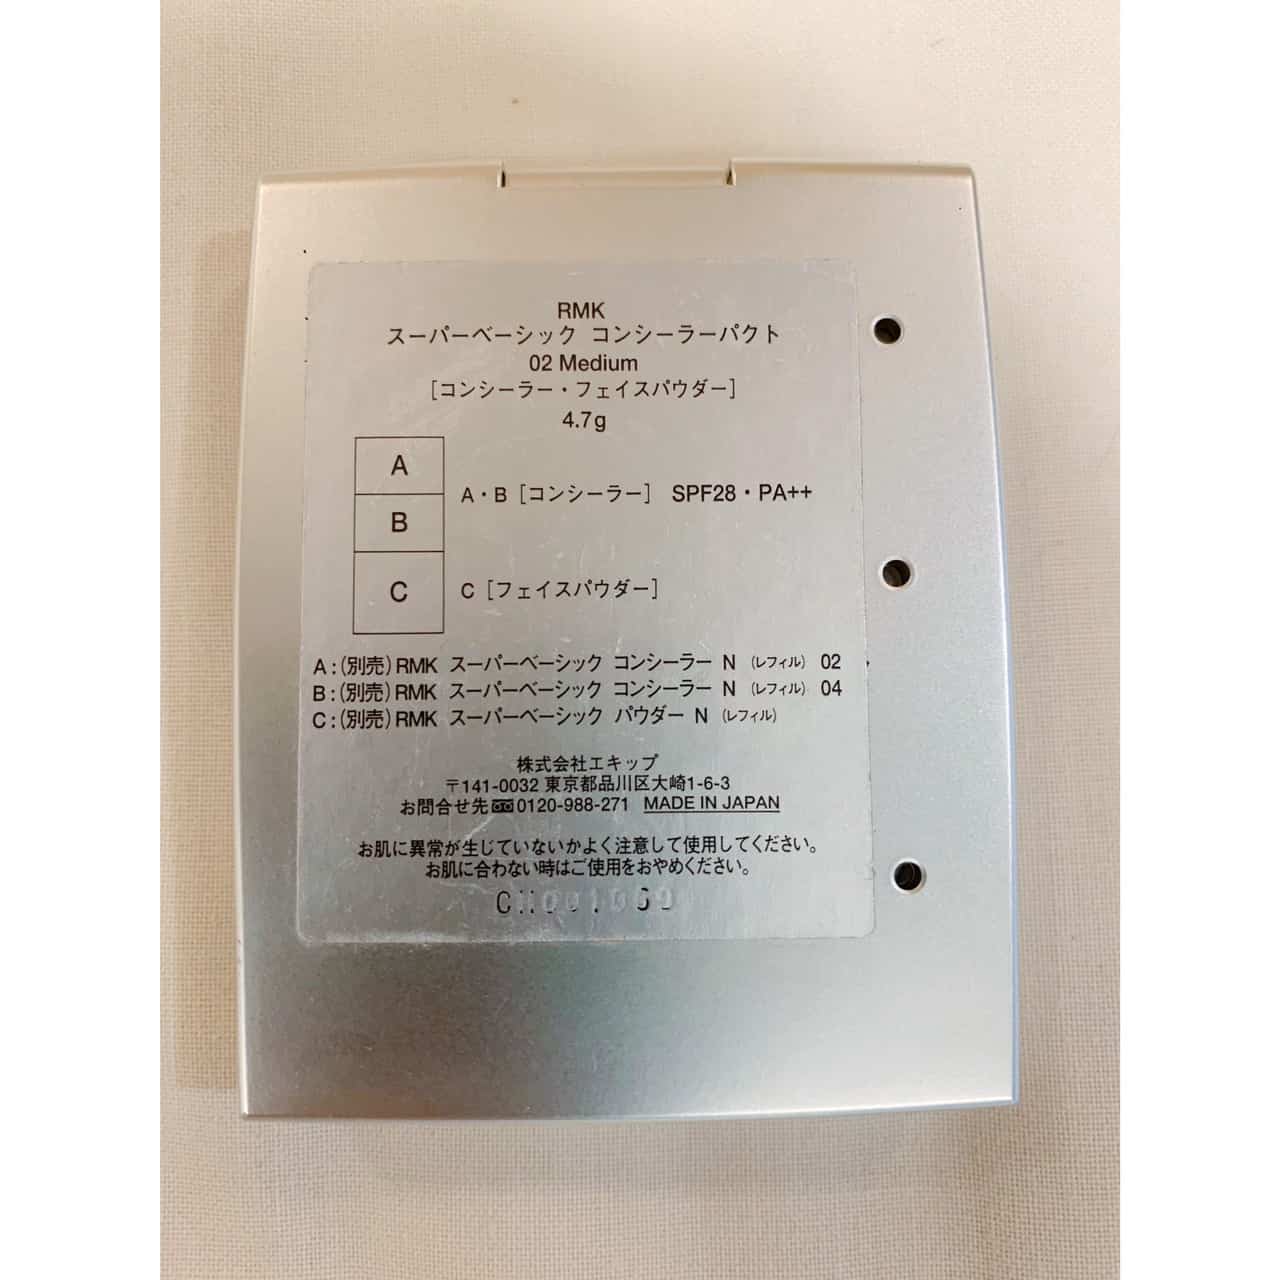 RMK
スーパーベーシック コンシーラーパクト
02 Medium
[コンシーラー・フェイスパウダー]
4.7g
A
B
A・B [コンシーラー] SPF28・PA++
C
C [フェイスパウダー]
A:(別売)RMK スーパーベーシック コンシーラー N (レフィル) 02
B:(別売)RMK スーパーベーシック コンシーラー N (レフィル) 04
C:(別売)RMK スーパーベーシック パウダー N (レフィル)
株式会社エキップ
〒141-0032 東京都品川区大崎1-6-3
お問合せ先 0120-988-271 MADE IN JAPAN
お肌に異常が生じていないかよく注意して使用してください。
お肌に合わない時はご使用をおやめください。